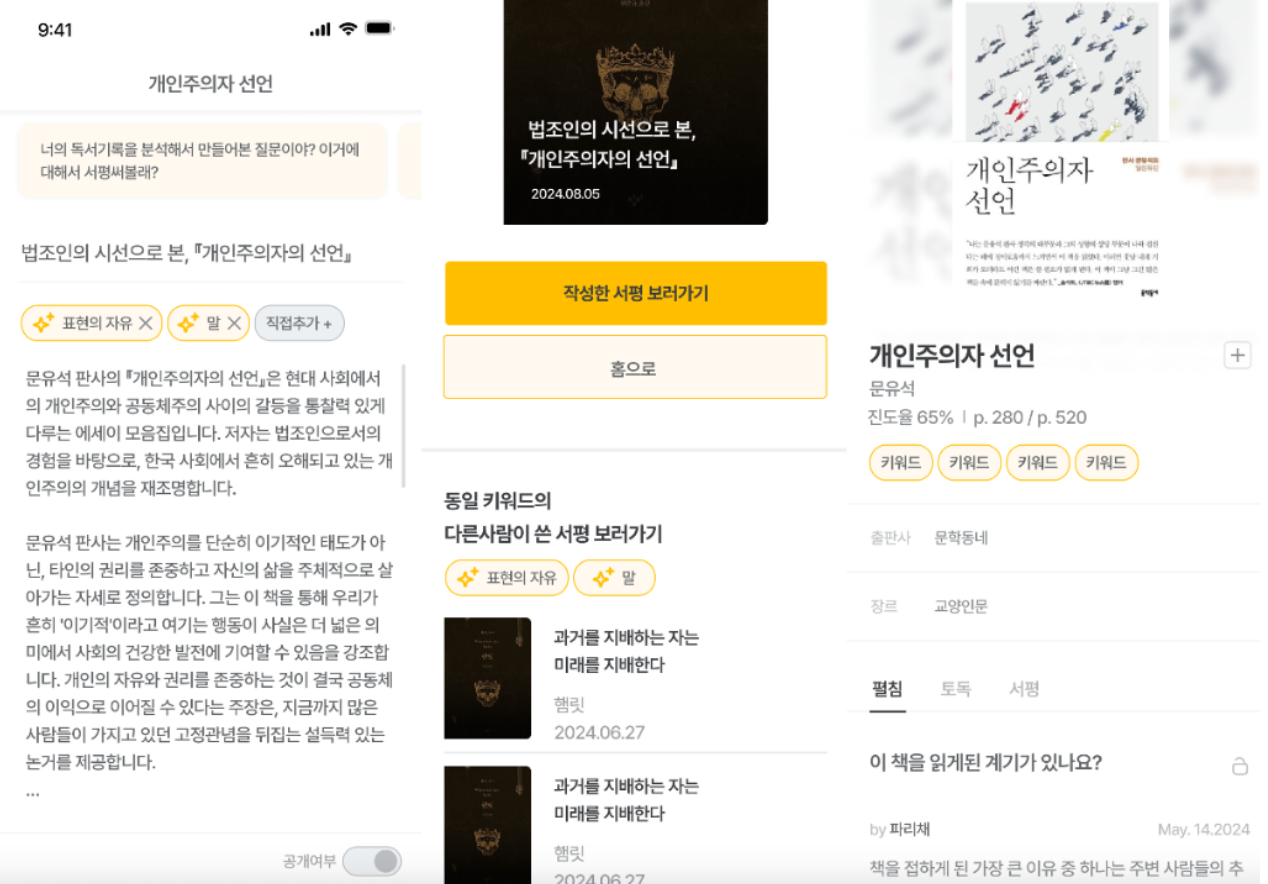 9:41
개인주의자 선언
너의 독서기록을 분석해서 만들어본 질문이야? 이거에
대해서 서평써볼래?
법조인의 시선으로 본, 『개인주의자의 선언』
표현의 자유
말
직접추가 +
문유석 판사의 『개인주의자의 선언』은 현대 사회에서
의 개인주의와 공동체주의 사이의 갈등을 통찰력 있게
다루는 에세이 모음집입니다. 저자는 법조인으로서의
경험을 바탕으로, 한국 사회에서 흔히 오해되고 있는 개
인주의의 개념을 재조명합니다.
문유석 판사는 개인주의를 단순히 이기적인 태도가 아
닌, 타인의 권리를 존중하고 자신의 삶을 주체적으로 살
아가는 자세로 정의합니다. 그는 이 책을 통해 우리가
흔히 '이기적'이라고 여기는 행동이 사실은 더 넓은 의
미에서 사회의 건강한 발전에 기여할 수 있음을 강조합
니다. 개인의 자유와 권리를 존중하는 것이 결국 공동체
의 이익으로 이어질 수 있다는 주장은, 지금까지 많은
사람들이 가지고 있던 고정관념을 뒤집는 설득력 있는
논거를 제공합니다.
...
공개여부
법조인의 시선으로 본,
『개인주의자의 선언』
2024.08.05
작성한 서평 보러가기
홈으로
동일 키워드의
다른사람이 쓴 서평 보러가기
표현의 자유
말
과거를 지배하는 자는
미래를 지배한다
햄릿
2024.06.27
과거를 지배하는 자는
미래를 지배한다
햄릿
2024.06.27
개인주의자
선언
판사 문유석의
일상유감
문학동네
개인주의자 선언
문유석
진도율 65% | p. 280 / p. 520
키워드
키워드
키워드
키워드
출판사 문학동네
장르 교양인문
펼침 토독 서평
이 책을 읽게된 계기가 있나요?
by 파리채
May. 14.2024
책을 접하게 된 가장 큰 이유 중 하나는 주변 사람들의 추